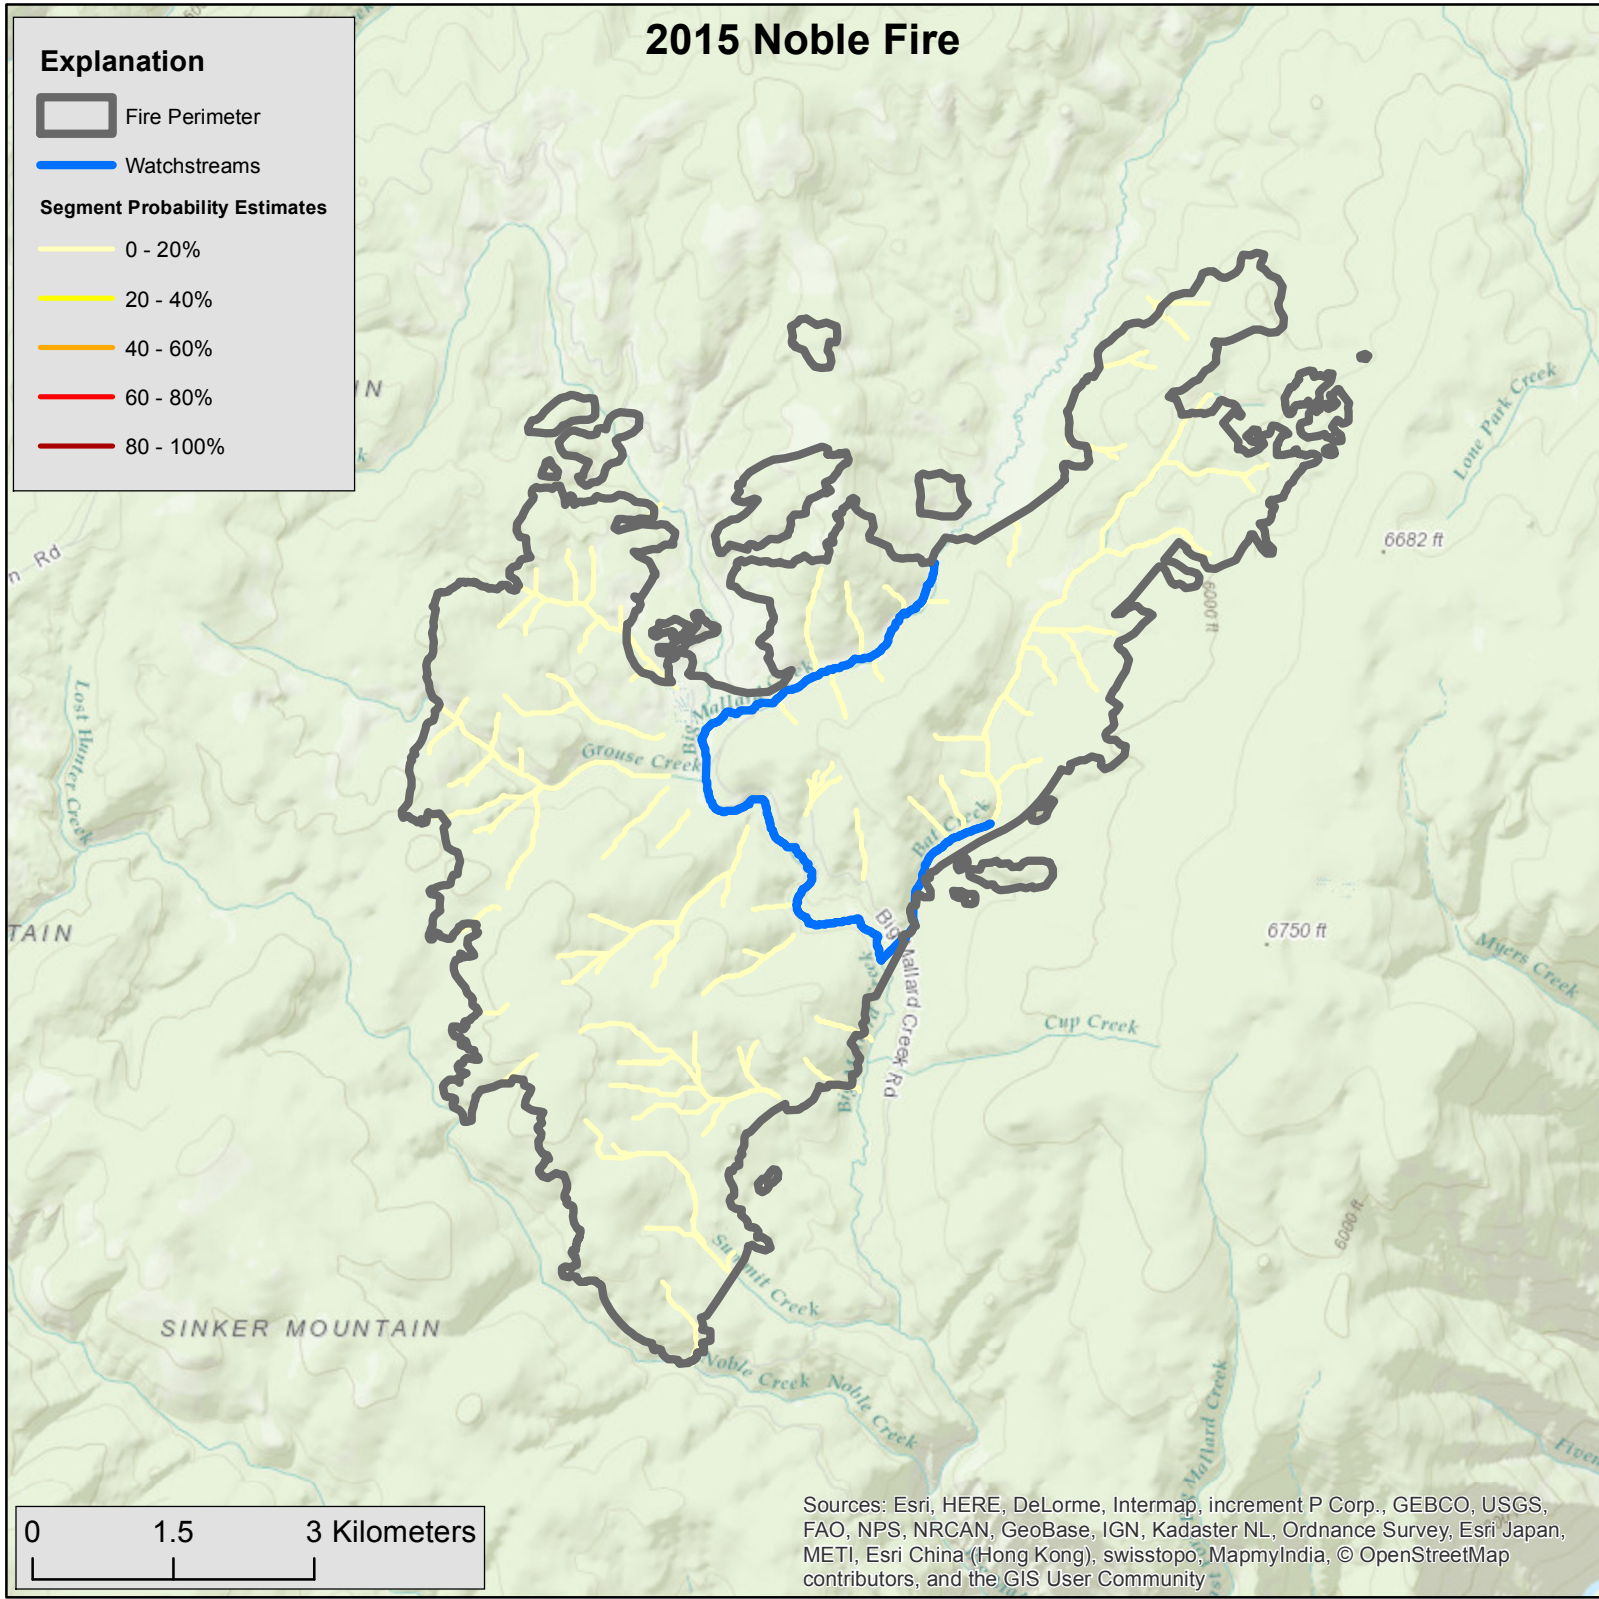 2015 Noble Fire
Explanation
Fire Perimeter
Watchstreams
Segment Probability Estimates
0 - 20%
20 - 40%
40 - 60%
60 - 80%
80 - 100%
IN
Lone Park Creek
6682 ft
Rd
6000 ft
Lost Hunter Creek
Big Mallard Creek
Grouse Creek
Bat Creek
TAIN
6750 ft
Myers Creek
Big Mallard Creek Rd
Cup Creek
6000 ft
Summit Creek
SINKER MOUNTAIN
Noble Creek
Noble Creek
Mallard Creek
0 1.5 3 Kilometers
Sources: Esri, HERE, DeLorme, Intermap, increment P Corp., GEBCO, USGS,
FAO, NPS, NRCAN, GeoBase, IGN, Kadaster NL, Ordnance Survey, Esri Japan,
METI, Esri China (Hong Kong), swisstopo, MapmyIndia, © OpenStreetMap
contributors, and the GIS User Community